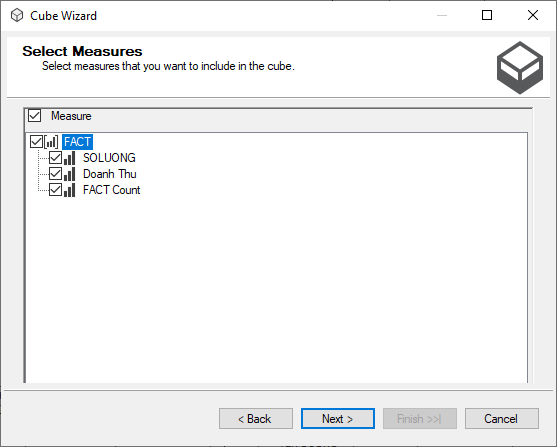 Cube Wizard
Select Measures
Select measures that you want to include in the cube.
Measure
FACT
SOLUONG
Doanh Thu
FACT Count
< Back
Next >
Finish >>|
Cancel